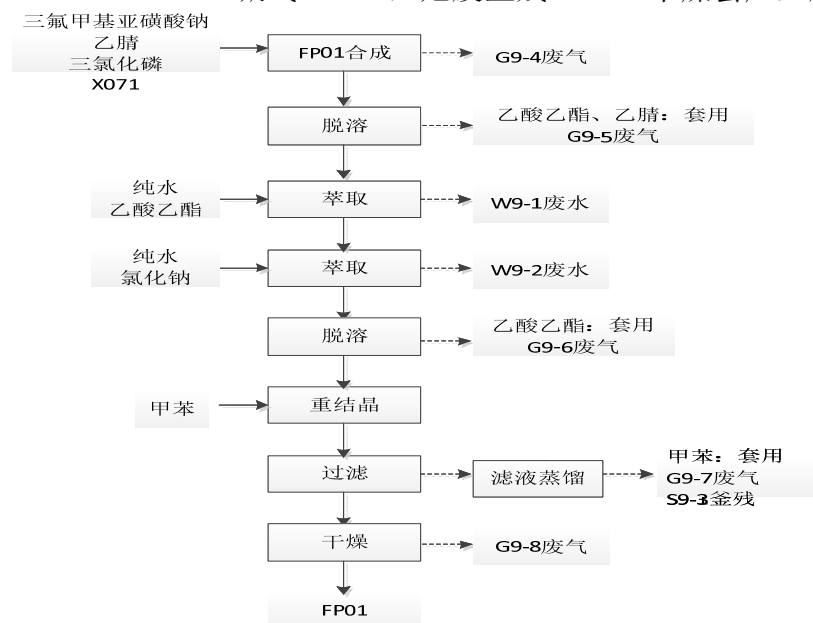 三氟甲基亚磺酸钠
乙腈
三氯化磷
X071
FP01合成
G9-4废气
脱溶
乙酸乙酯、乙腈：套用
G9-5废气
纯水
乙酸乙酯
萃取
W9-1废水
纯水
氯化钠
萃取
W9-2废水
脱溶
乙酸乙酯：套用
G9-6废气
甲苯
重结晶
过滤
滤液蒸馏
甲苯：套用
G9-7废气
S9-3釜残
干燥
G9-8废气
FP01